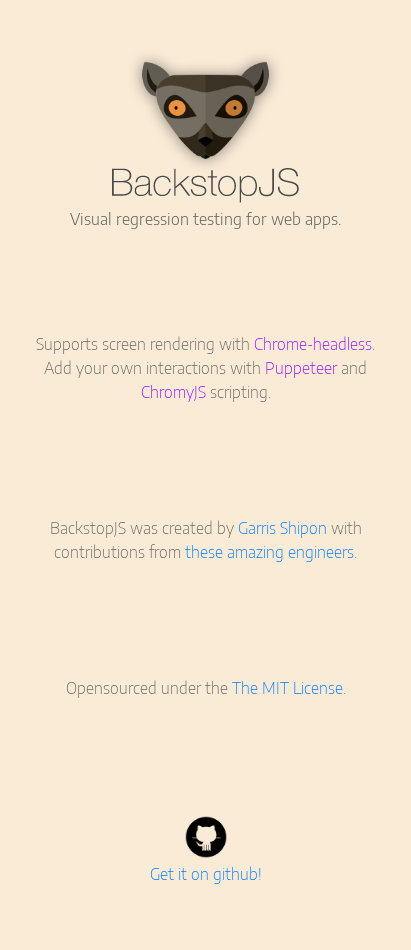 BackstopJS
Visual regression testing for web apps.
Supports screen rendering with Chrome-headless.
Add your own interactions with Puppeteer and
ChromyJS scripting.
BackstopJS was created by Garris Shipon with
contributions from these amazing engineers.
Opensourced under the The MIT License.
Get it on github!